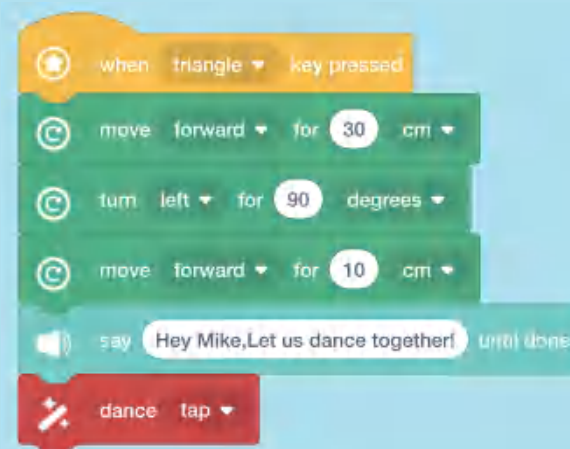 when triangle key pressed
move forward for 30 cm
turn left for 90 degrees
move forward for 10 cm
say Hey Mike,Let us dance together! until done
dance tap